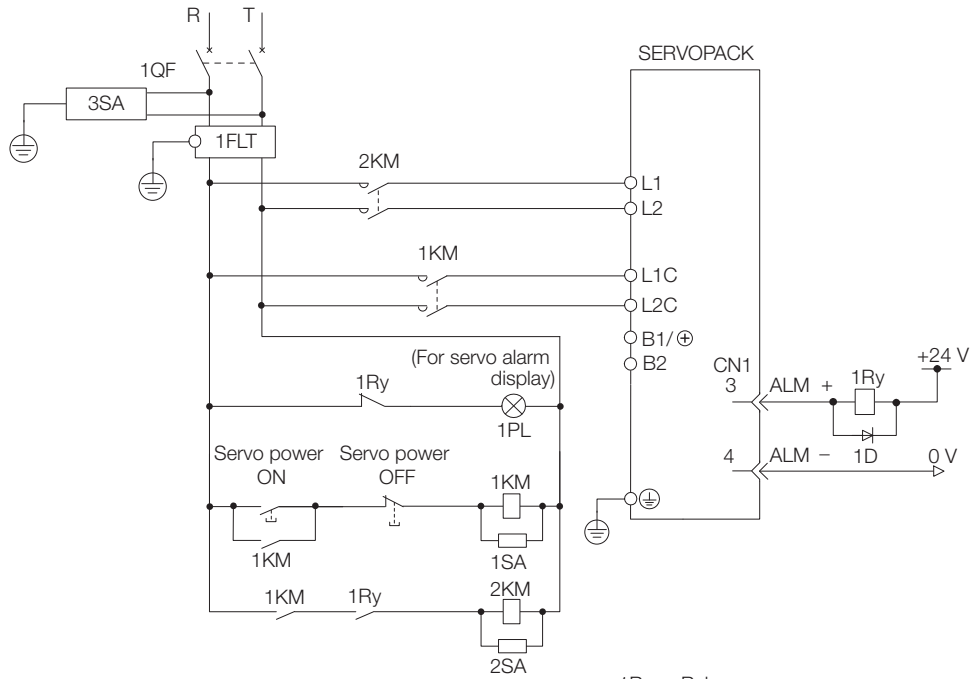 R T
SERVOPACK
1QF
3SA
1FLT
2KM
L1
L2
1KM
L1C
L2C
B1/⊕
B2
(For servo alarm
display)
+24 V
CN1
1Ry
3 ALM + 1Ry
1PL
1D
4 ALM − 0 V
Servo power
ON
Servo power
OFF
1KM
1KM
1SA
1KM
1Ry
2KM
2SA